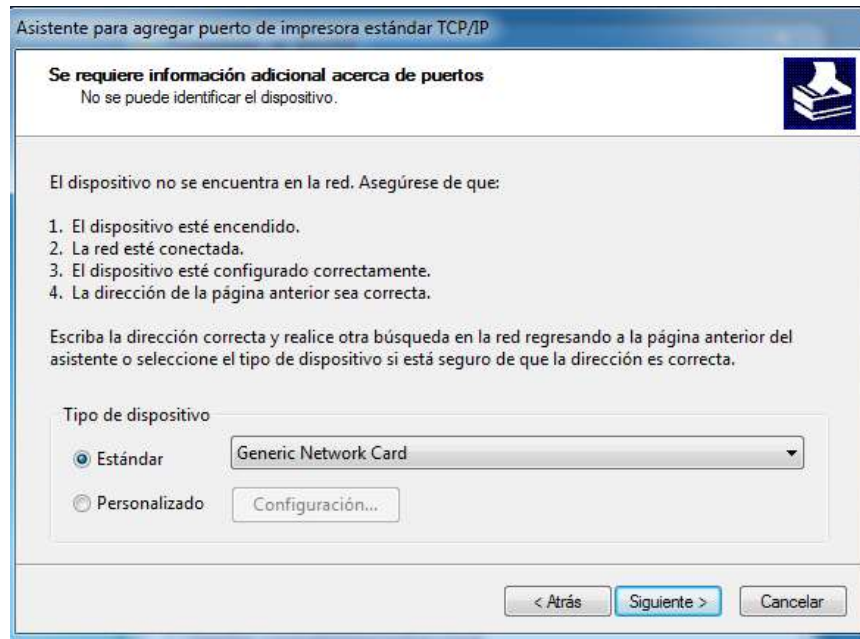 Asistente para agregar puerto de impresora estándar TCP/IP
Se requiere información adicional acerca de puertos
No se puede identificar el dispositivo.
El dispositivo no se encuentra en la red. Asegúrese de que:
1. El dispositivo esté encendido.
2. La red esté conectada.
3. El dispositivo esté configurado correctamente.
4. La dirección de la página anterior sea correcta.
Escriba la dirección correcta y realice otra búsqueda en la red regresando a la página anterior del
asistente o seleccione el tipo de dispositivo si está seguro de que la dirección es correcta.
Tipo de dispositivo
Estándar Generic Network Card
Personalizado Configuración...
< Atrás Siguiente > Cancelar